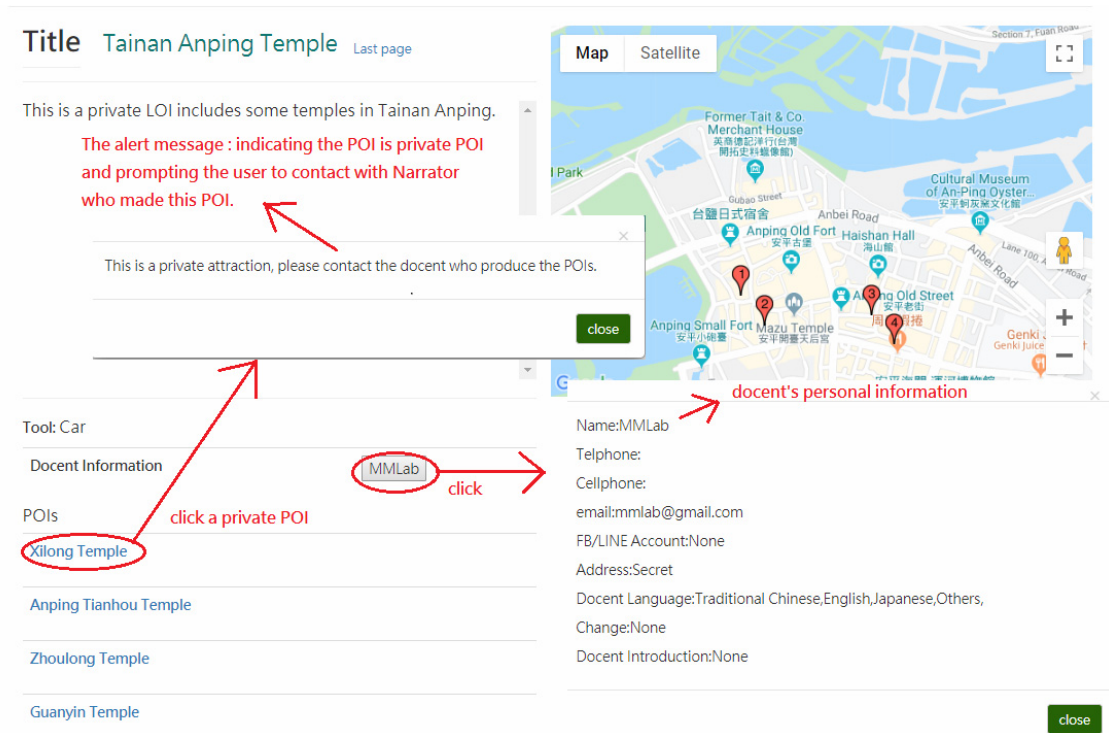 Title Tainan Anping Temple Last page
This is a private LOI includes some temples in Tainan Anping.
The alert message : indicating the POI is private POI
and prompting the user to contact with Narrator
who made this POI.
×
This is a private attraction, please contact the docent who produce the POIs.
.
close
Tool: Car
Docent Information MMLab
click
POIs
click a private POI
Xilong Temple
Anping Tianhou Temple
Zhoulong Temple
Guanyin Temple
Map Satellite
Section 7, Fuan Road
Former Tait & Co.
Merchant House
英商德記洋行(台灣
開拓史料蠟像館)
Park
Cultural Museum
of An-Ping Oyster...
安平蚵灰窯文化館
Gubao Street
台鹽日式宿舍
Anbei Road
Anping Old Fort
安平古堡
Haishan Hall
海山館
Anbei Road
Lane 100,
Road
1
2
3
4
Old Street
安平老街
Anping Small Fort
安平小砲臺
Mazu Temple
安平開臺天后宮
Genki
Genki Juice
+
−
docent's personal information
×
Name:MMLab
Telphone:
Cellphone:
email:mmlab@gmail.com
FB/LINE Account:None
Address:Secret
Docent Language:Traditional Chinese,English,Japanese,Others,
Change:None
Docent Introduction:None
close